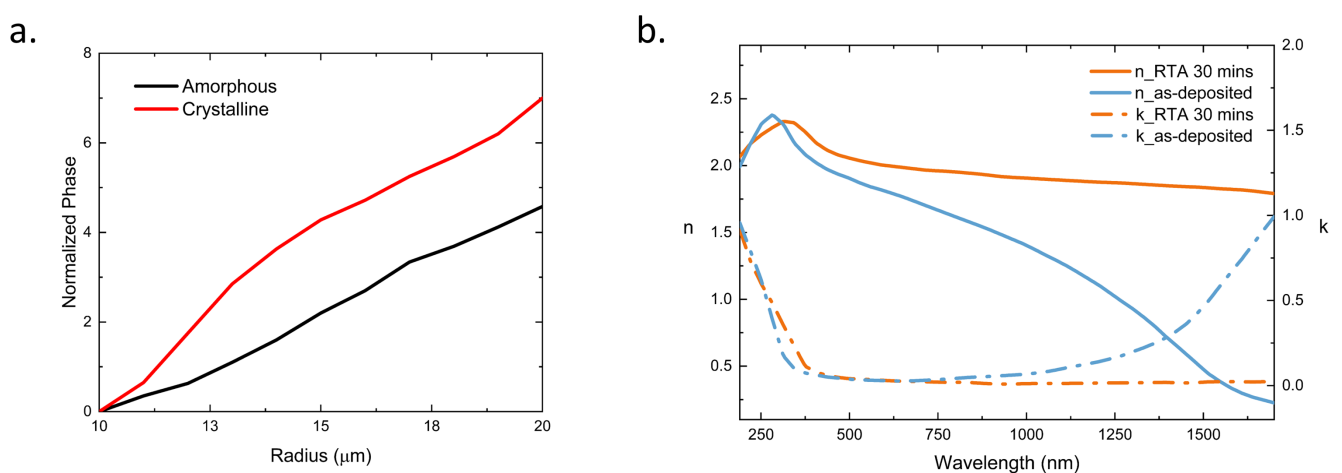 a.
8
6
4
2
0
Normalized Phase
Amorphous
Crystalline
10
13
15
18
20
Radius (μm)
b.
2.5
2.0
1.5
1.0
0.5
n
n_RTA 30 mins
n_as-deposited
k_RTA 30 mins
k_as-deposited
2.0
1.5
1.0
0.5
0.0
k
250
500
750
1000
1250
1500
Wavelength (nm)